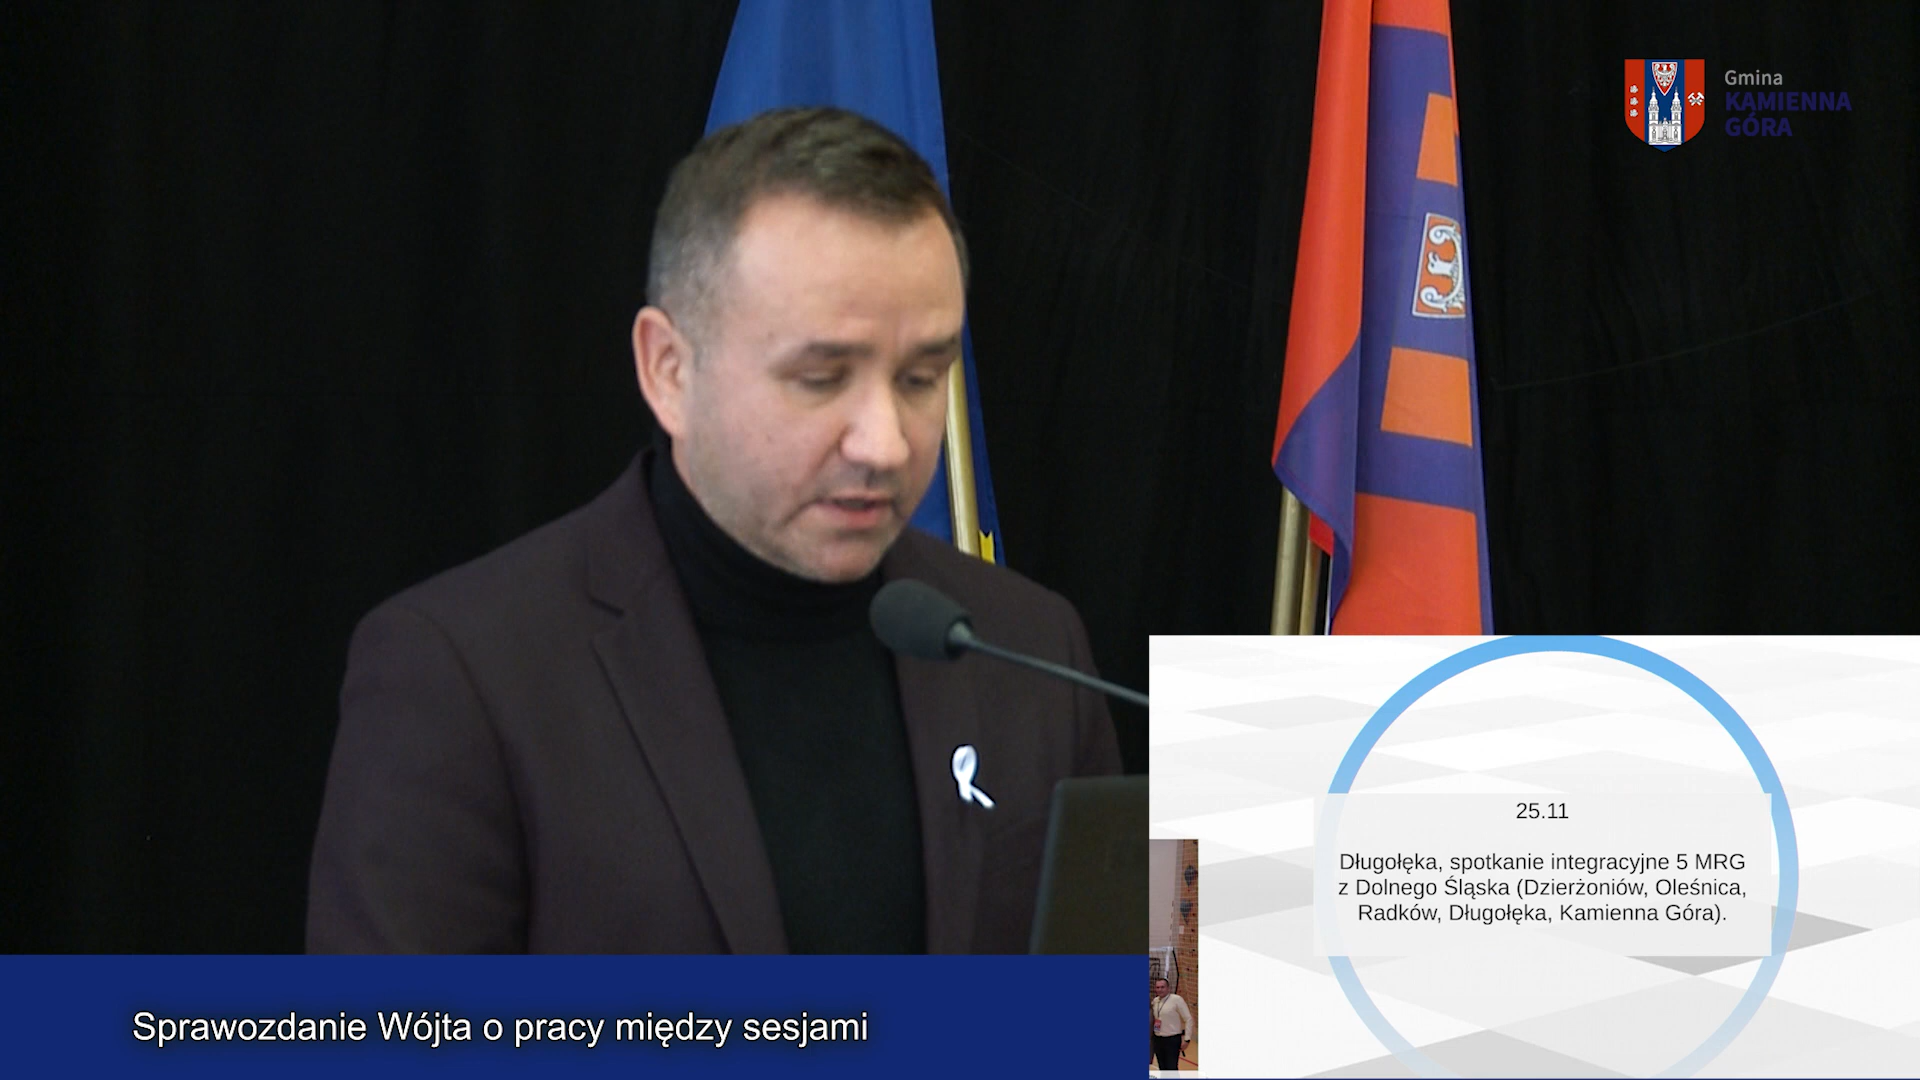 Gmina
KAMIENNA
GÓRA
25.11
Długołęka, spotkanie integracyjne 5 MRG
z Dolnego Śląska (Dzierżoniów, Oleśnica,
Radków, Długołęka, Kamienna Góra).
Sprawozdanie Wójta o pracy między sesjami